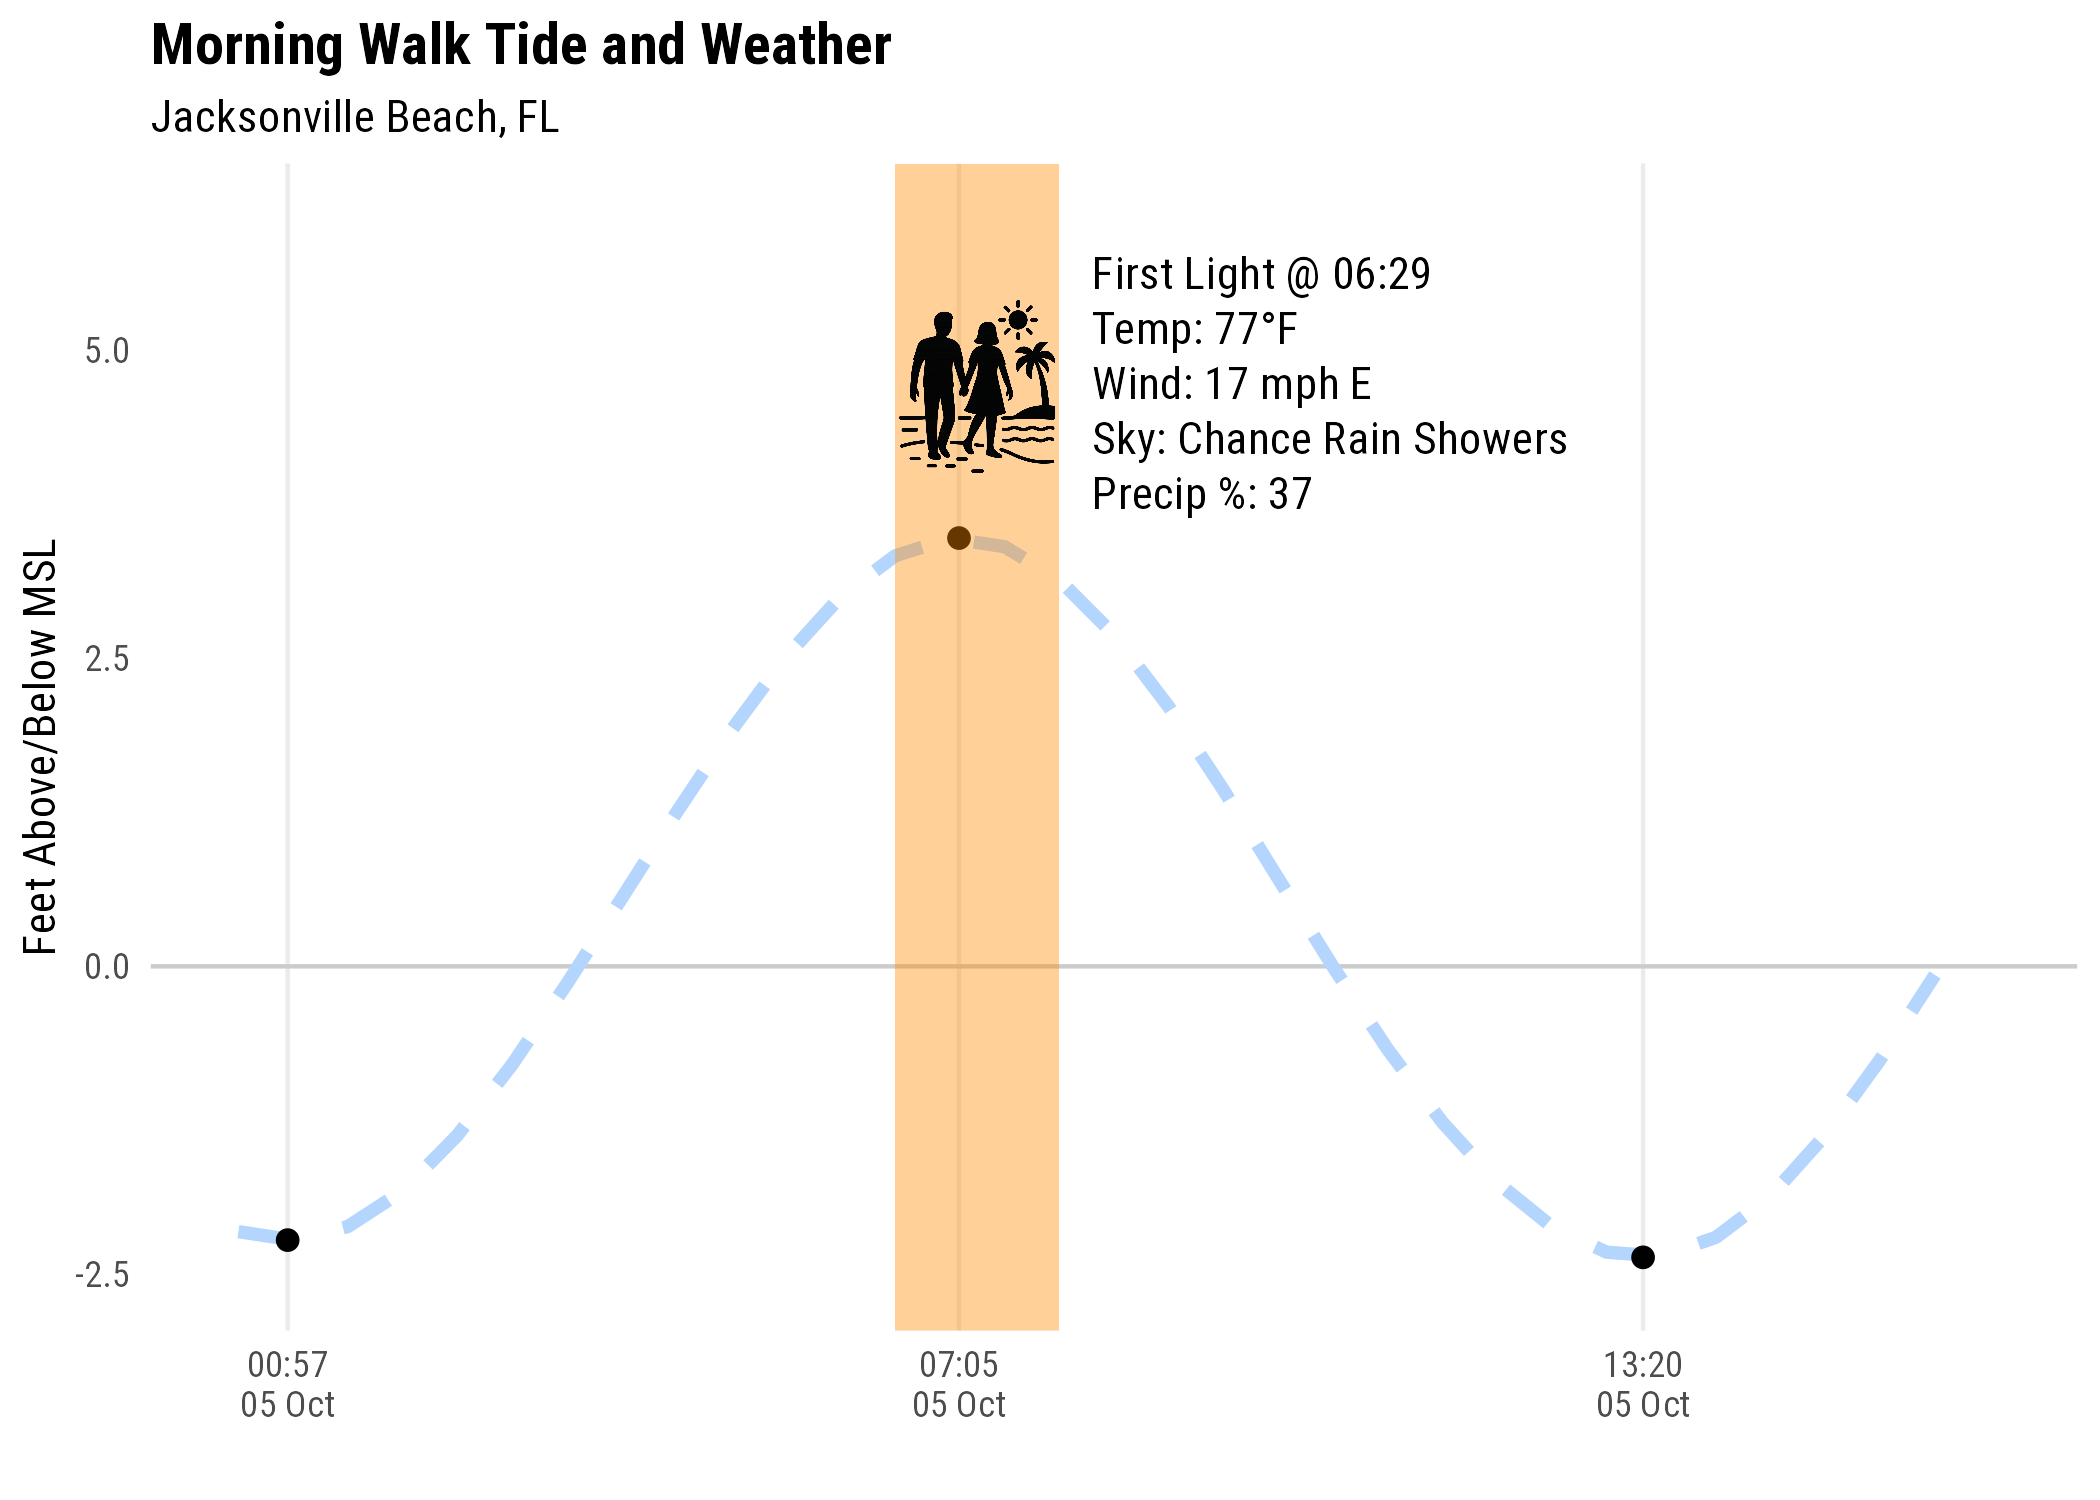 Morning Walk Tide and Weather
Jacksonville Beach, FL
First Light @ 06:29
Temp: 77°F
Wind: 17 mph E
Sky: Chance Rain Showers
Precip %: 37
Feet Above/Below MSL
5.0
2.5
0.0
-2.5
00:57
05 Oct
07:05
05 Oct
13:20
05 Oct